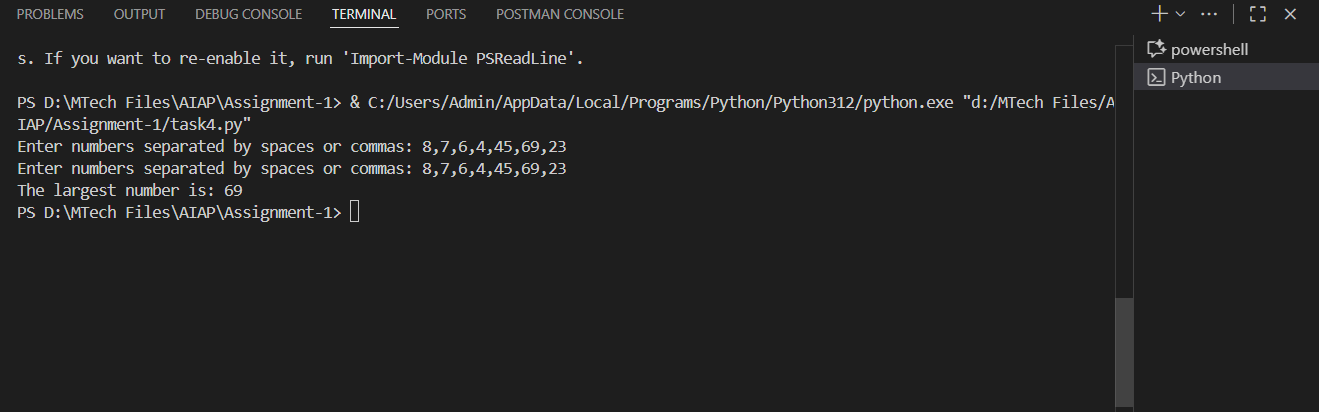 PROBLEMS OUTPUT DEBUG CONSOLE TERMINAL PORTS POSTMAN CONSOLE
s. If you want to re-enable it, run 'Import-Module PSReadLine'.
PS D:\MTech Files\AIAP\Assignment-1> & C:/Users/Admin/AppData/Local/Programs/Python/Python312/python.exe "d:/MTech Files/A
IAP/Assignment-1/task4.py"
Enter numbers separated by spaces or commas: 8,7,6,4,45,69,23
Enter numbers separated by spaces or commas: 8,7,6,4,45,69,23
The largest number is: 69
PS D:\MTech Files\AIAP\Assignment-1>
powershell
Python